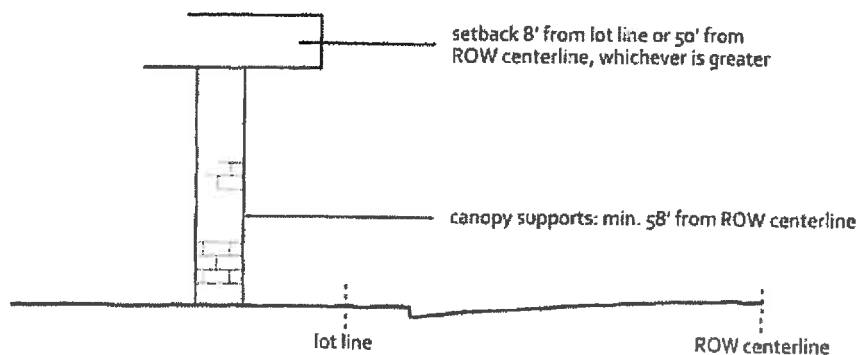 setback 8' from lot line or 50' from
ROW centerline, whichever is greater
canopy supports: min. 58' from ROW centerline
lot line
ROW centerline